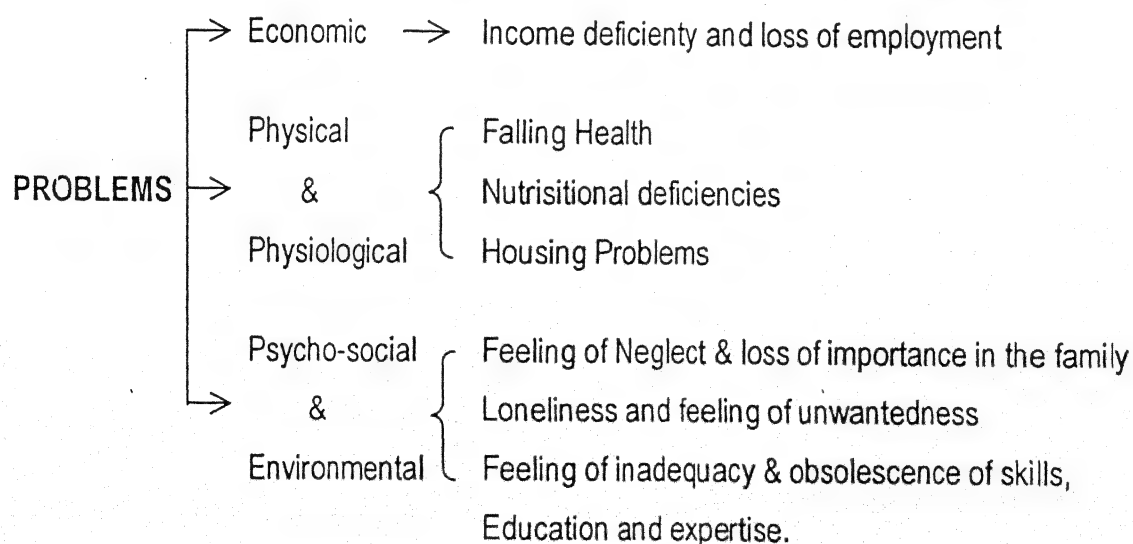 Economic → Income deficienty and loss of employment
Physical Falling Health
PROBLEMS → & Nutrisitional deficiencies
Physiological Housing Problems
Psycho-social Feeling of Neglect & loss of importance in the family
& Loneliness and feeling of unwantedness
Environmental Feeling of inadequacy & obsolescence of skills,
Education and expertise.